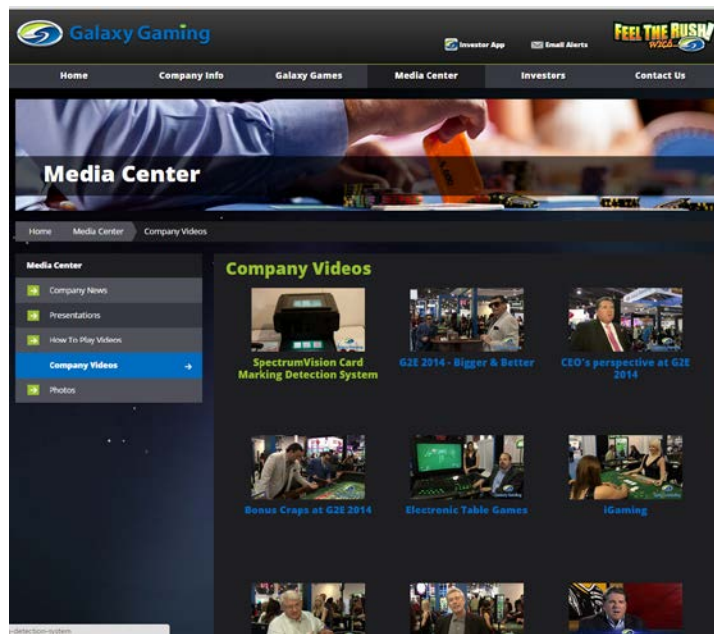 Galaxy Gaming
Investor App
Email Alerts
FEEL THE RUSH!
Home
Company Info
Galaxy Games
Media Center
Investors
Contact Us
Media Center
Home
Media Center
Company Videos
Media Center
Company News
Presentations
How To Play Videos
Company Videos
Photos
Company Videos
SpectrumVision Card
Marking Detection System
G2E 2014 - Bigger & Better
CEO's perspective at G2E
2014
Bonus Craps at G2E 2014
Electronic Table Games
iGaming
-detection-system